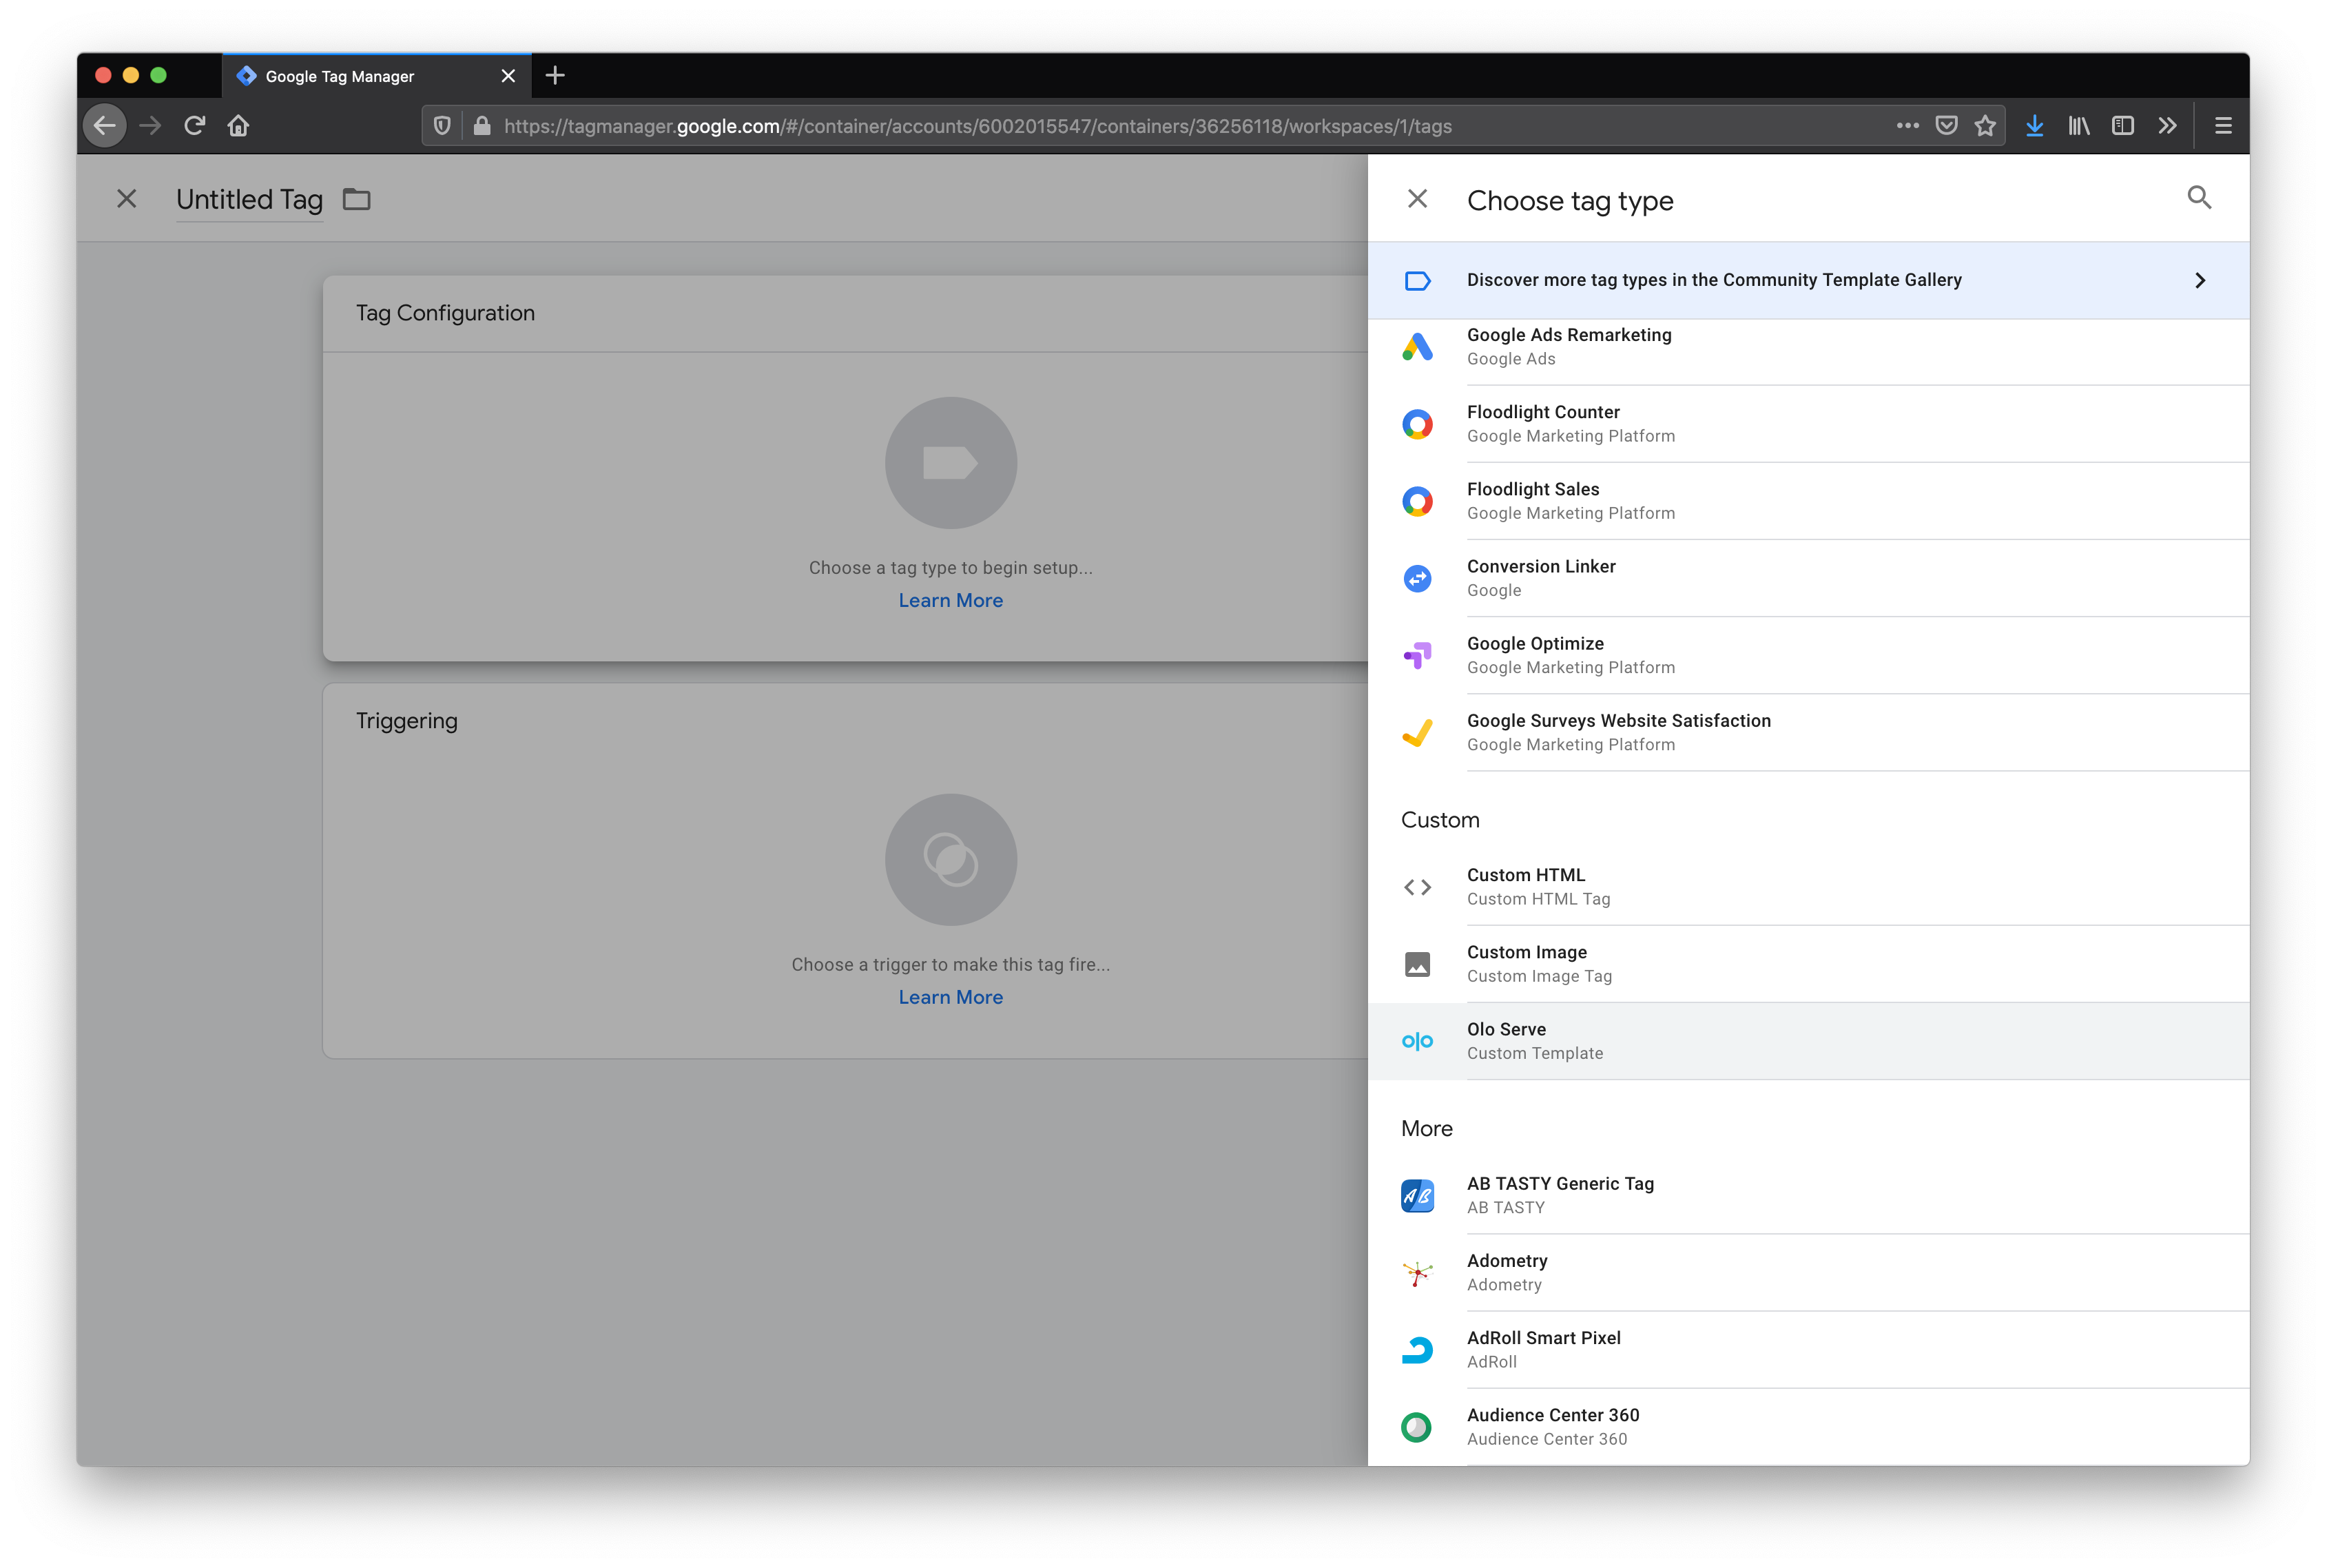 Google Tag Manager
https://tagmanager.google.com/#/container/accounts/6002015547/containers/36256118/workspaces/1/tags
Untitled Tag
Tag Configuration
Choose a tag type to begin setup...
Learn More
Triggering
Choose a trigger to make this tag fire...
Learn More
Choose tag type
Discover more tag types in the Community Template Gallery
Google Ads Remarketing
Google Ads
Floodlight Counter
Google Marketing Platform
Floodlight Sales
Google Marketing Platform
Conversion Linker
Google
Google Optimize
Google Marketing Platform
Google Surveys Website Satisfaction
Google Marketing Platform
Custom
Custom HTML
Custom HTML Tag
Custom Image
Custom Image Tag
olo
Olo Serve
Custom Template
More
AB
AB TASTY Generic Tag
AB TASTY
Adometry
Adometry
AdRoll Smart Pixel
AdRoll
Audience Center 360
Audience Center 360